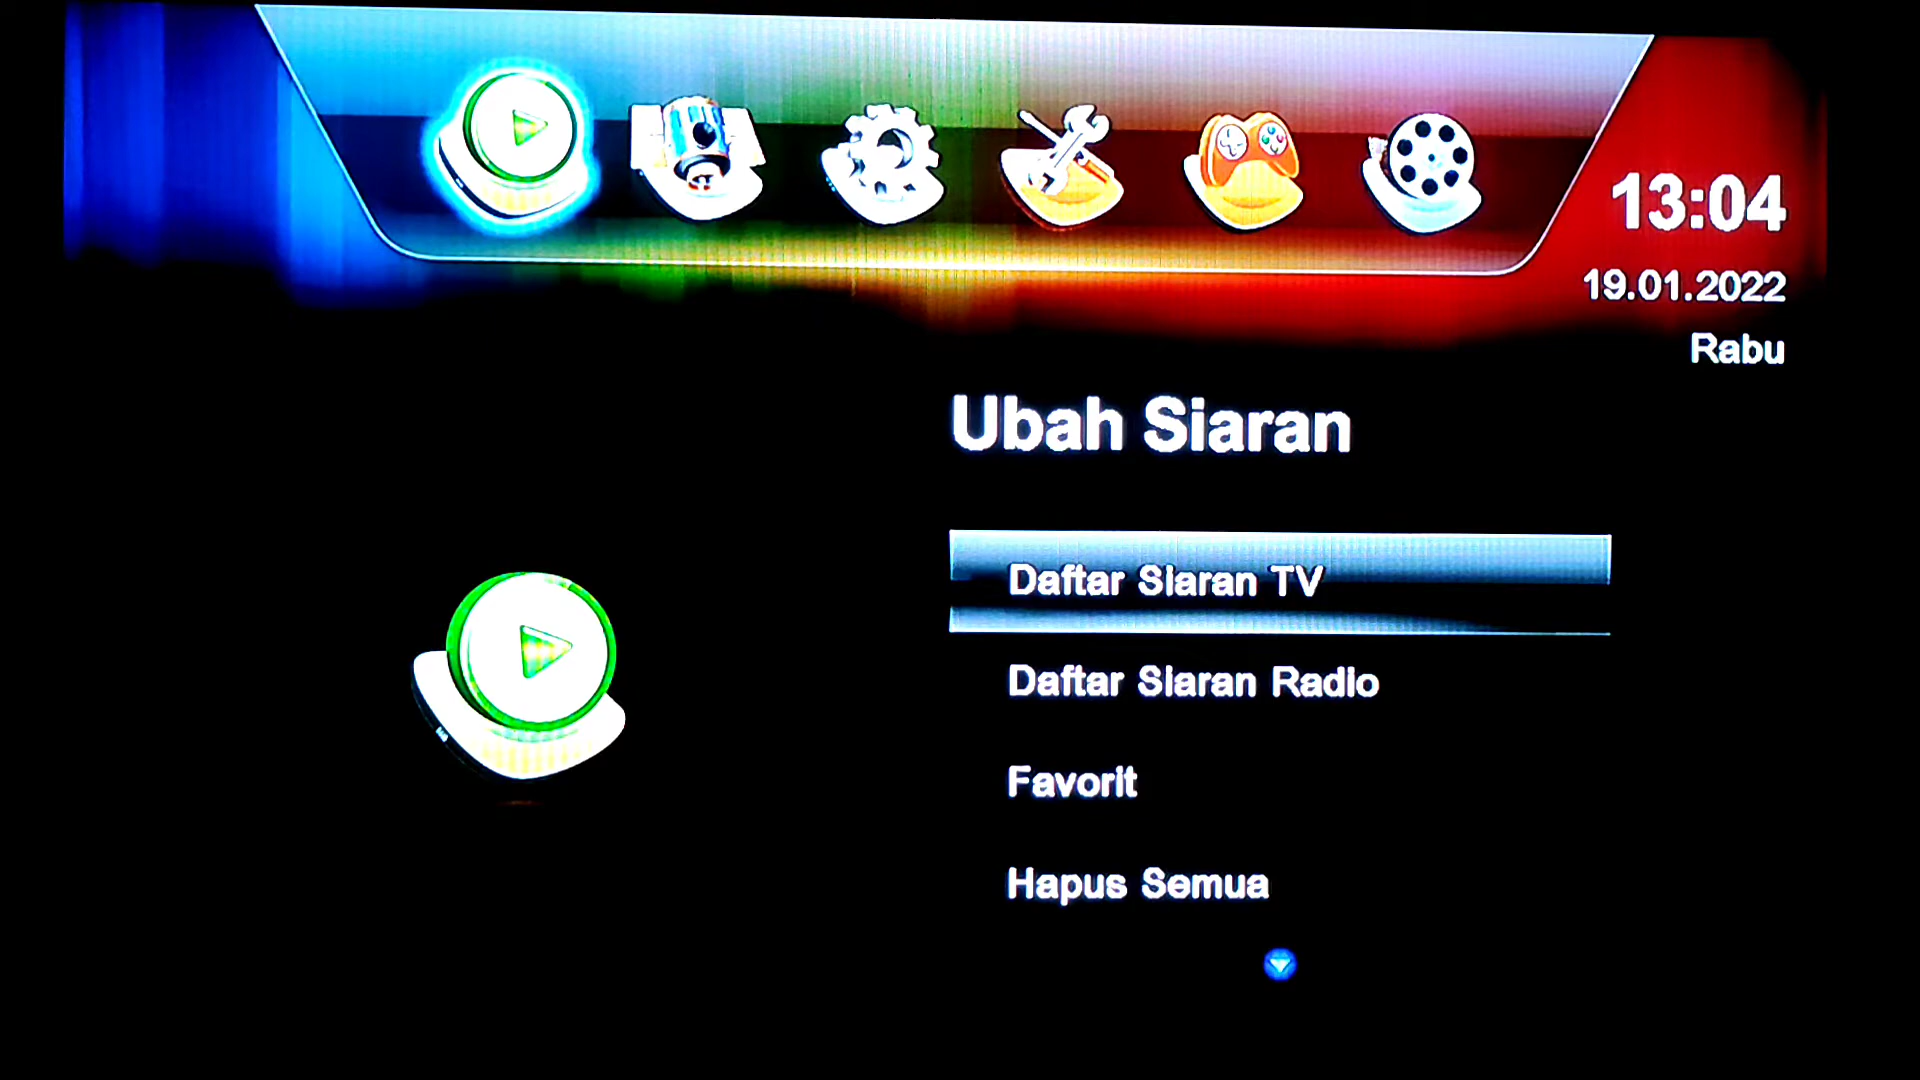 13:04
19.01.2022
Rabu
Ubah Siaran
Daftar Siaran TV
Daftar Siaran Radio
Favorit
Hapus Semua